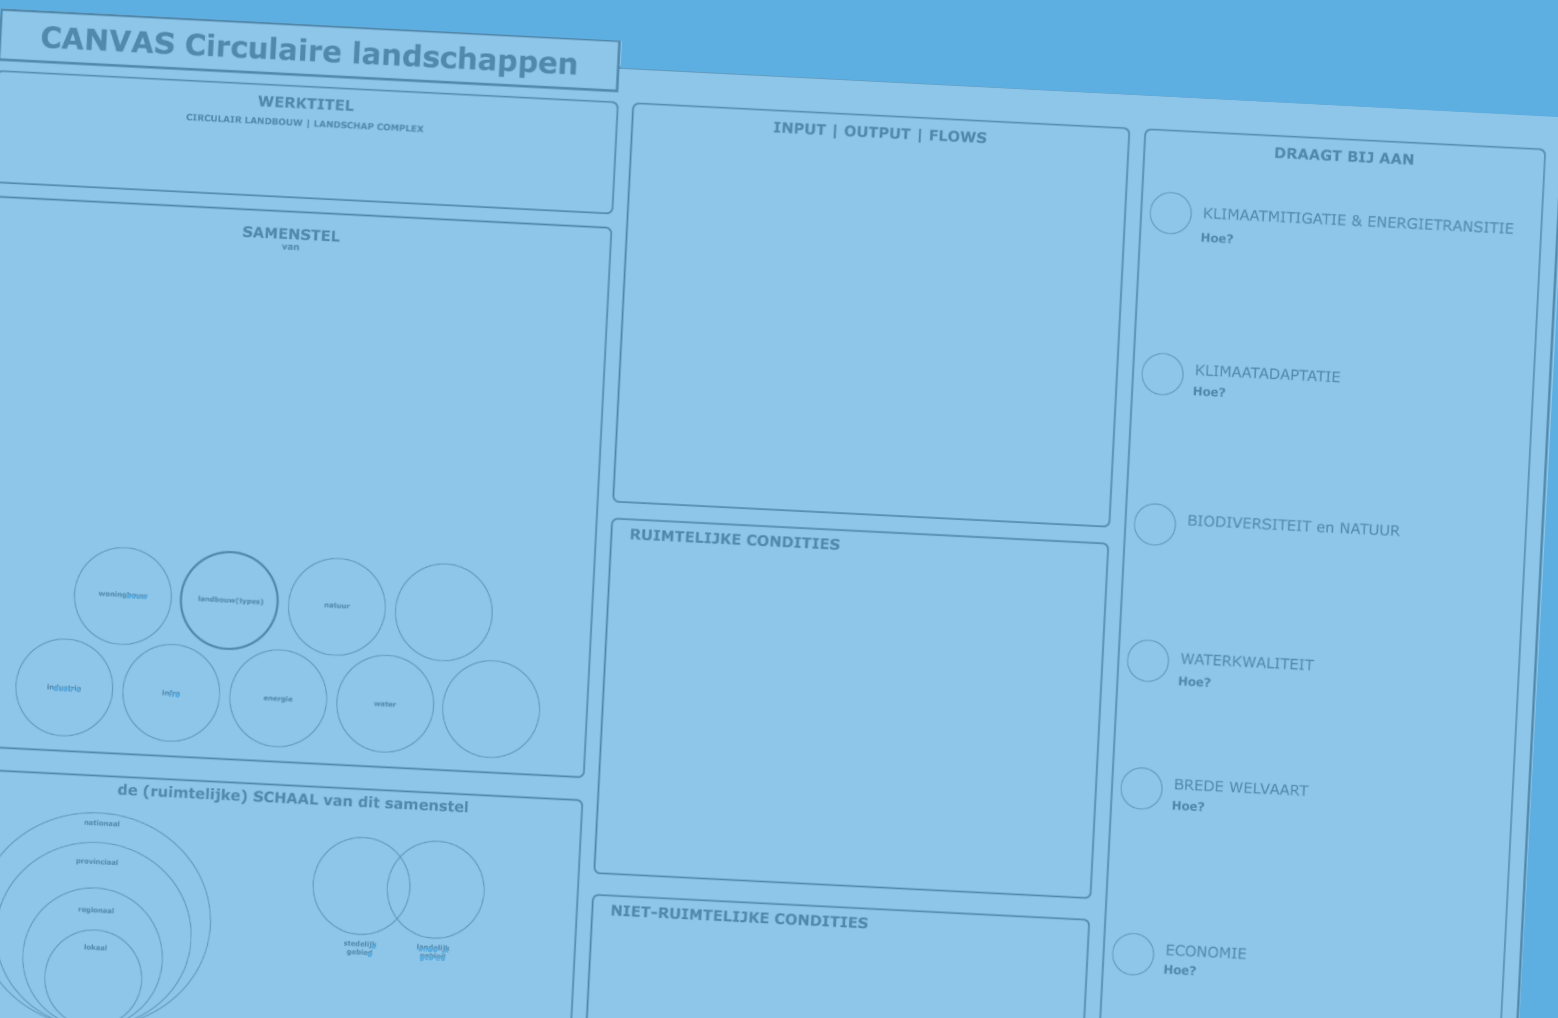 CANVAS Circulaire landschappen
WERKTITEL
CIRCULAIR LANDBOUW | LANDSCHAP COMPLEX
SAMENSTEL
van
woningbouw
landbouw(types)
natuur
industrie
infra
energie
water
de (ruimtelijke) SCHAAL van dit samenstel
nationaal
provinciaal
regionaal
lokaal
stedelijk
gebied
landelijk
gebied
INPUT | OUTPUT | FLOWS
RUIMTELIJKE CONDITIES
NIET-RUIMTELIJKE CONDITIES
DRAAGT BIJ AAN
KLIMAATMITIGATIE & ENERGIETRANSITIE
Hoe?
KLIMAATADAPTATIE
Hoe?
BIODIVERSITEIT en NATUUR
WATERKWALITEIT
Hoe?
BREDE WELVAART
Hoe?
ECONOMIE
Hoe?